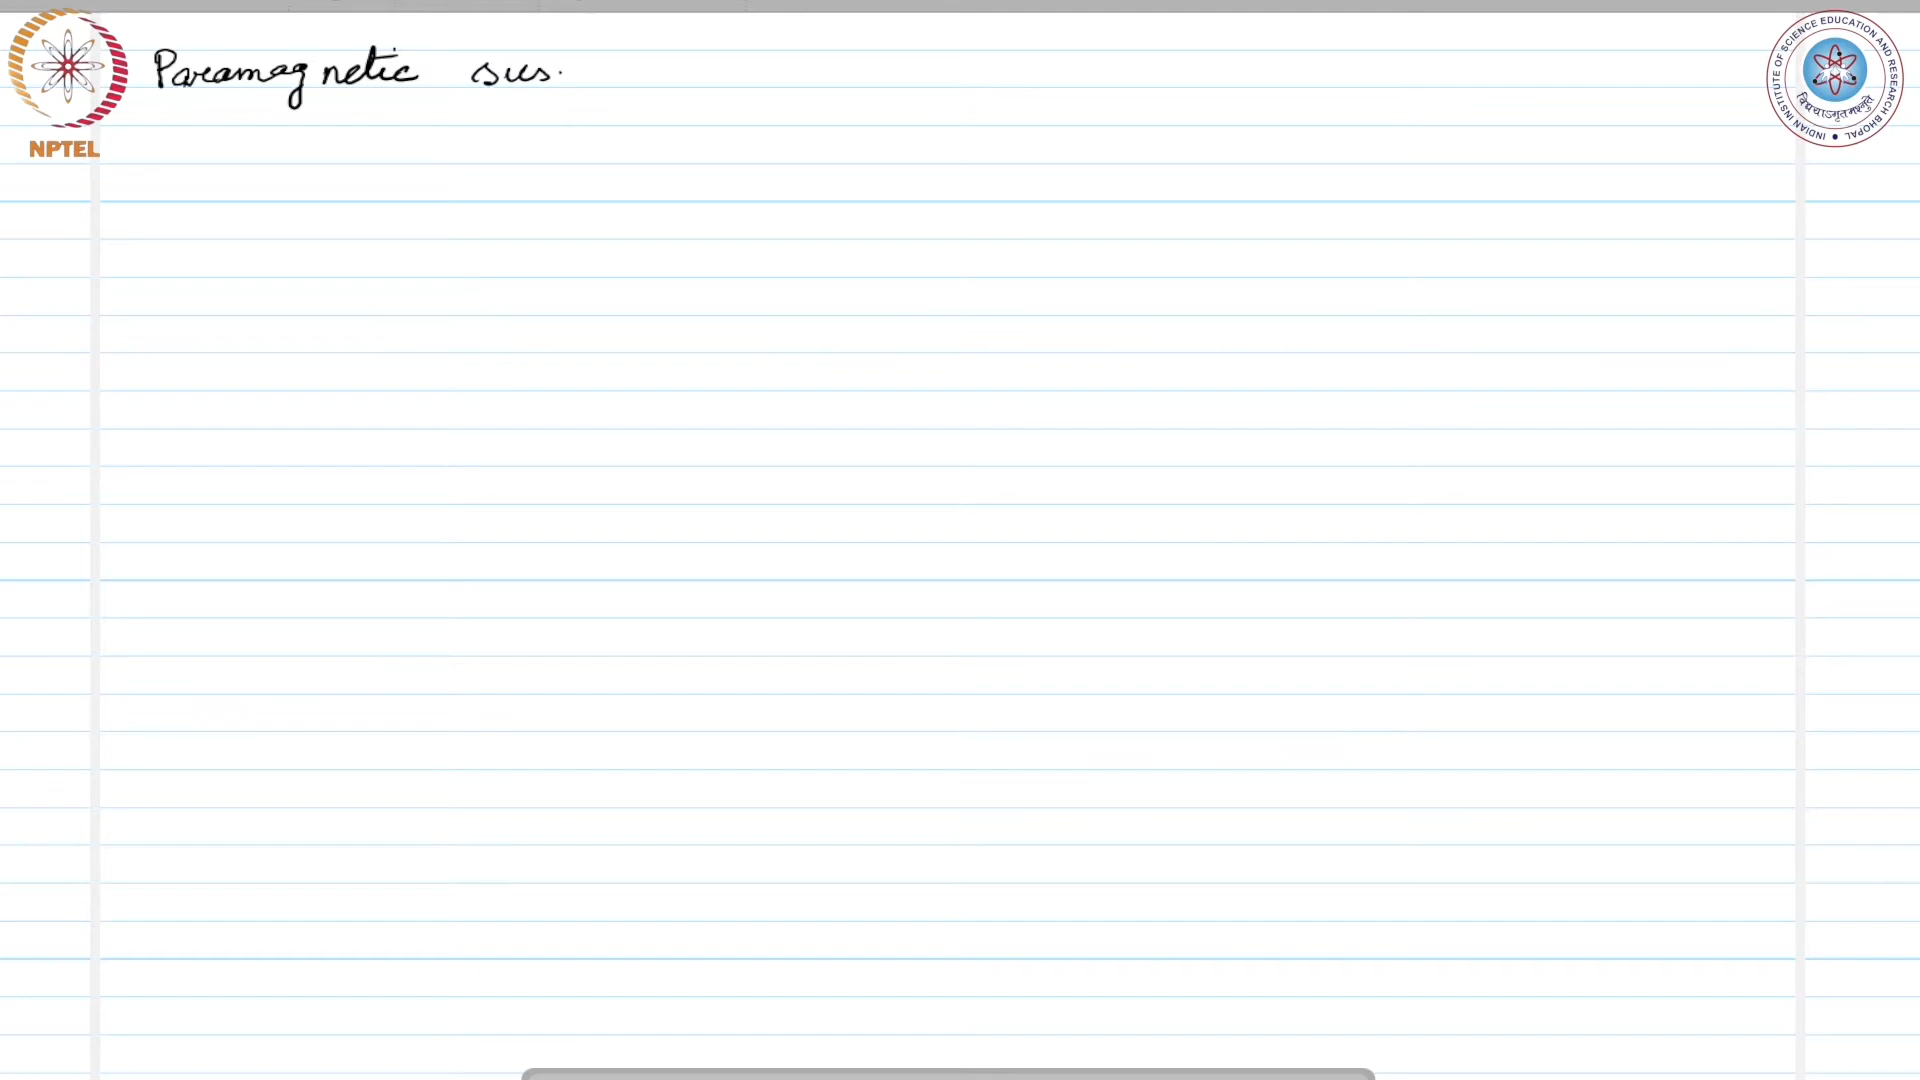 Paramagnetic sus.
NPTEL
INDIAN INSTITUTE OF SCIENCE EDUCATION AND RESEARCH BHOPAL